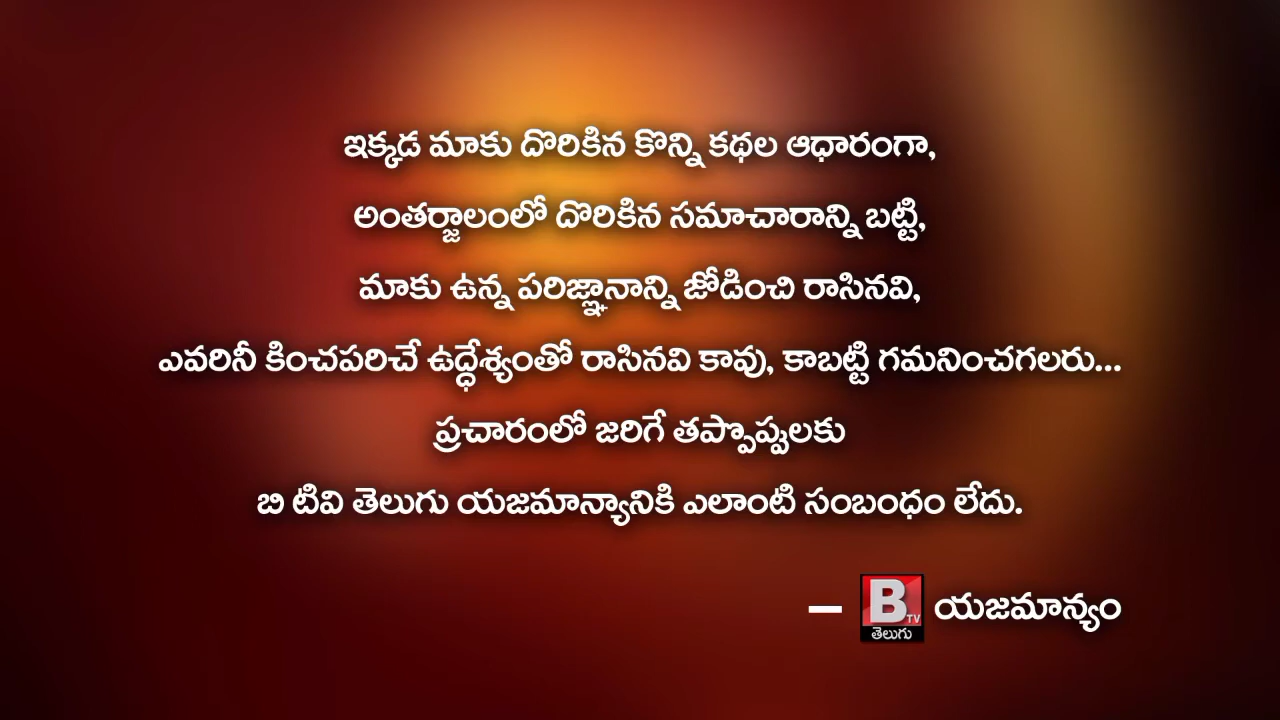 ఇక్కడ మాకు దొరికిన కొన్ని కథల ఆధారంగా,
అంతర్జాలంలో దొరికిన సమాచారాన్ని బట్టి,
మాకు ఉన్న పరిజ్ఞానాన్ని జోడించి రాసినవి,
ఎవరినీ కించపరిచే ఉద్ధేశ్యంతో రాసినవి కావు, కాబట్టి గమనించగలరు...
ప్రచారంలో జరిగే తప్పొప్పులకు
బి టివి తెలుగు యజమాన్యానికి ఎలాంటి సంబంధం లేదు.
– B TV తెలుగు యజమాన్యం